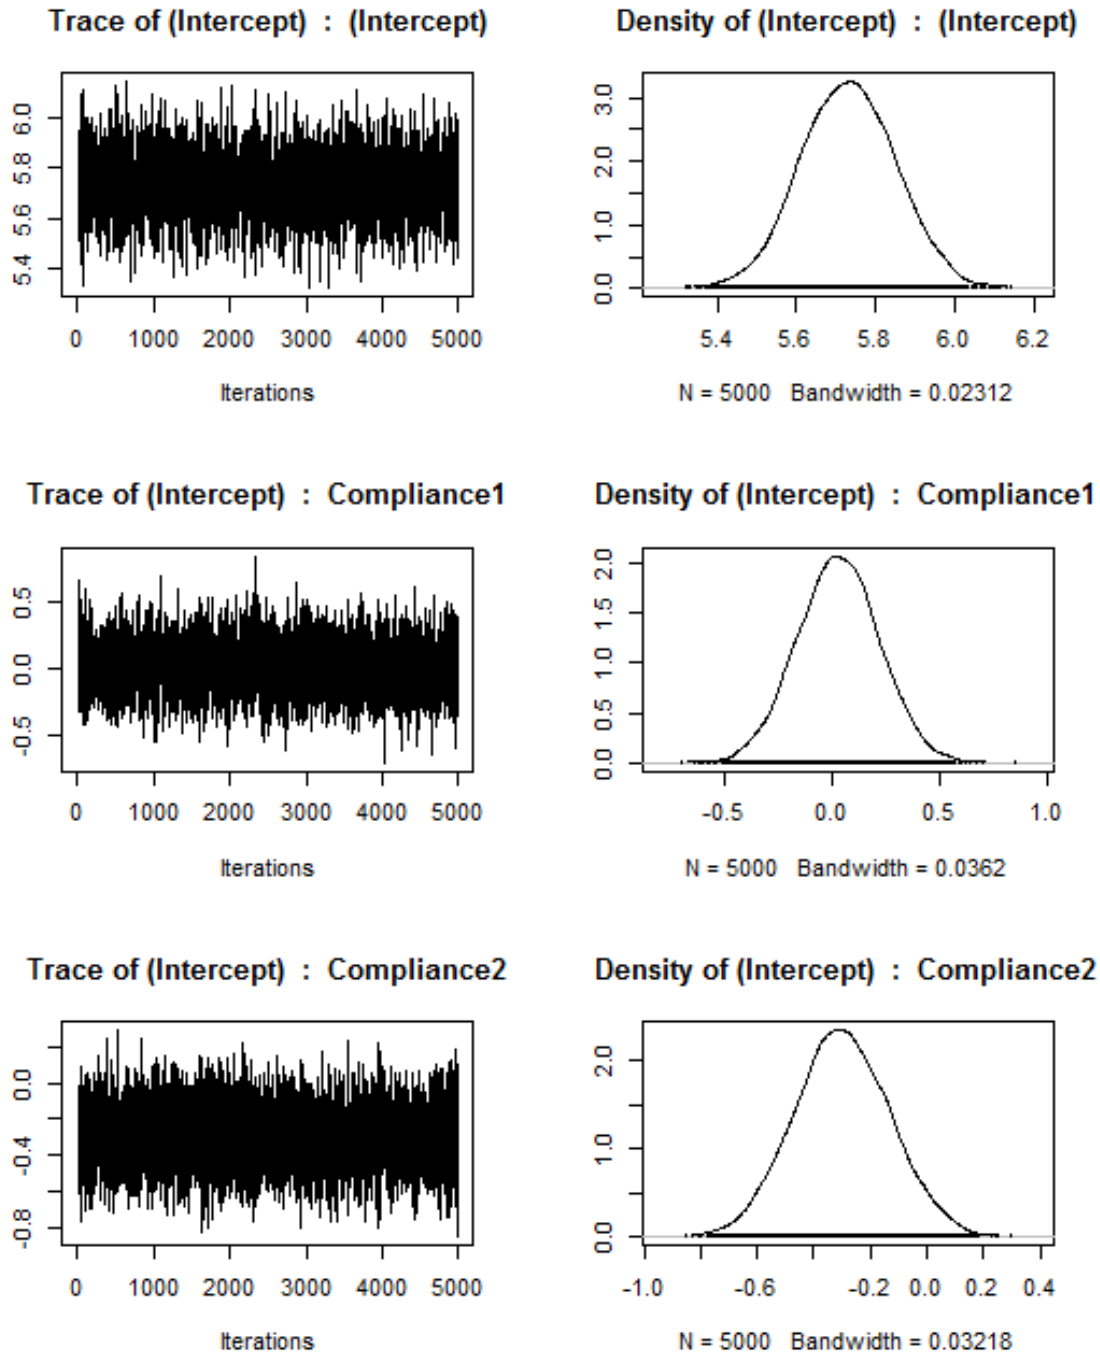 Trace of (Intercept) : (Intercept)
Density of (Intercept) : (Intercept)
6.0
5.8
5.6
5.4
0 1000 2000 3000 4000 5000
Iterations
3.0
2.0
1.0
0.0
5.4 5.6 5.8 6.0 6.2
N = 5000 Bandwidth = 0.02312
Trace of (Intercept) : Compliance1
Density of (Intercept) : Compliance1
0.5
0.0
-0.5
0 1000 2000 3000 4000 5000
Iterations
2.0
1.5
1.0
0.5
0.0
-0.5 0.0 0.5 1.0
N = 5000 Bandwidth = 0.0362
Trace of (Intercept) : Compliance2
Density of (Intercept) : Compliance2
0.0
-0.4
-0.8
0 1000 2000 3000 4000 5000
Iterations
2.0
1.0
0.0
-1.0 -0.6 -0.2 0.0 0.2 0.4
N = 5000 Bandwidth = 0.03218